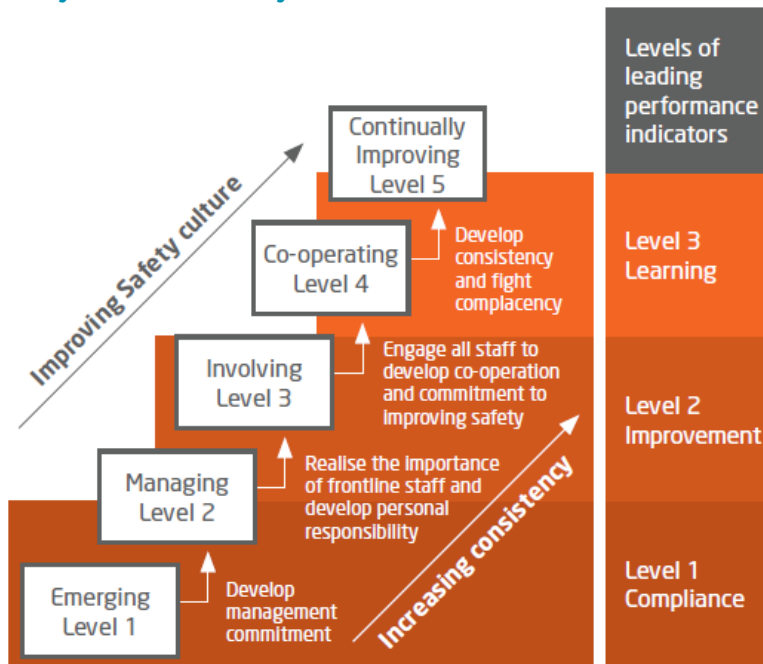 Levels of
leading
performance
indicators
Continually
Improving
Level 5
Improving Safety culture
Co-operating
Level 4
Develop
consistency
and fight
complacency
Level 3
Learning
Involving
Level 3
Engage all staff to
develop co-operation
and commitment to
improving safety
Level 2
Improvement
Managing
Level 2
Realise the importance
of frontline staff and
develop personal
responsibility
Increasing consistency
Emerging
Level 1
Develop
management
commitment
Level 1
Compliance